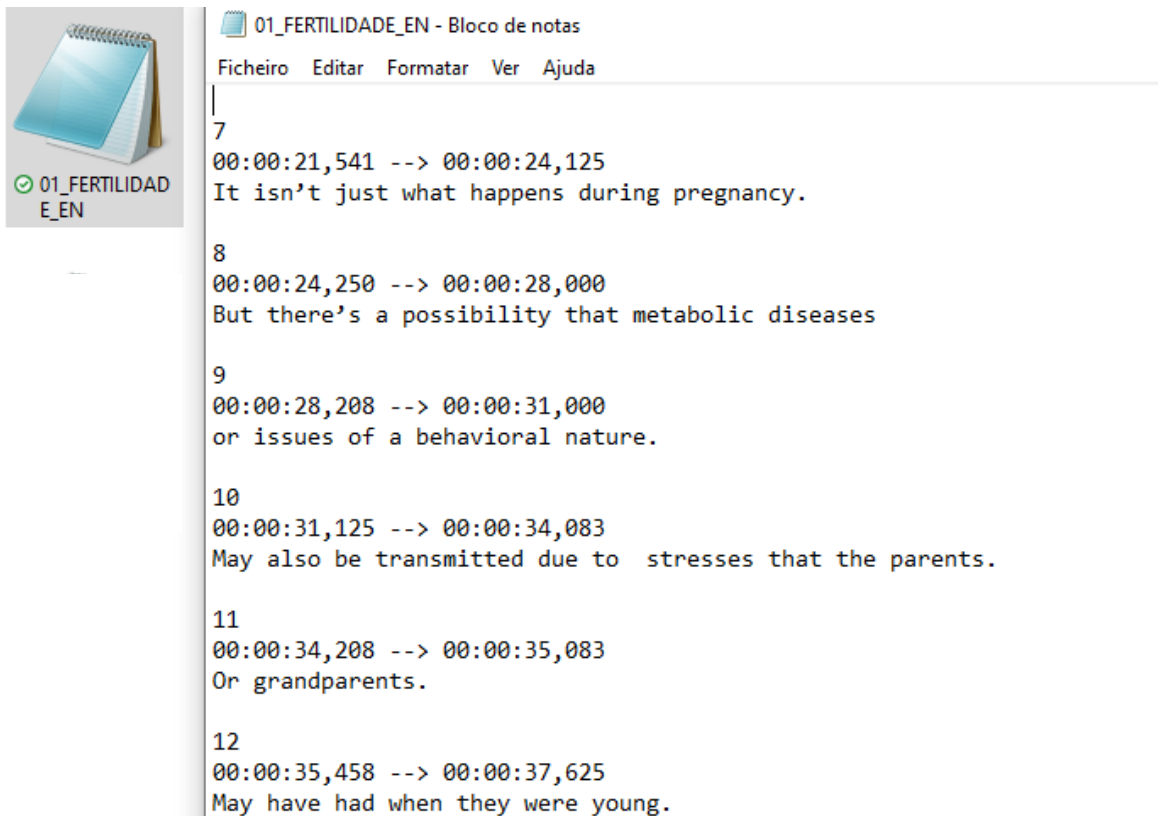 01_FERTILIDAD
E_EN
01_FERTILIDADE_EN - Bloco de notas
Ficheiro Editar Formatar Ver Ajuda
7
00:00:21,541 --> 00:00:24,125
It isn’t just what happens during pregnancy.
8
00:00:24,250 --> 00:00:28,000
But there’s a possibility that metabolic diseases
9
00:00:28,208 --> 00:00:31,000
or issues of a behavioral nature.
10
00:00:31,125 --> 00:00:34,083
May also be transmitted due to  stresses that the parents.
11
00:00:34,208 --> 00:00:35,083
Or grandparents.
12
00:00:35,458 --> 00:00:37,625
May have had when they were young.